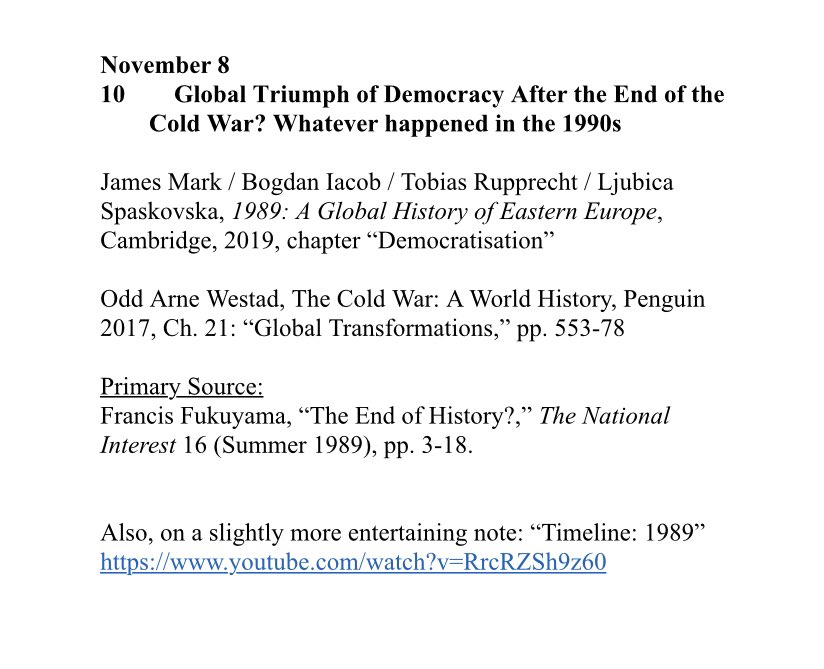 November 8
10 Global Triumph of Democracy After the End of the
Cold War? Whatever happened in the 1990s
James Mark / Bogdan Iacob / Tobias Rupprecht / Ljubica
Spaskovska, 1989: A Global History of Eastern Europe,
Cambridge, 2019, chapter “Democratisation”
Odd Arne Westad, The Cold War: A World History, Penguin
2017, Ch. 21: “Global Transformations,” pp. 553-78
Primary Source:
Francis Fukuyama, “The End of History?,” The National
Interest 16 (Summer 1989), pp. 3-18.
Also, on a slightly more entertaining note: “Timeline: 1989”
https://www.youtube.com/watch?v=RrcRZSh9z60